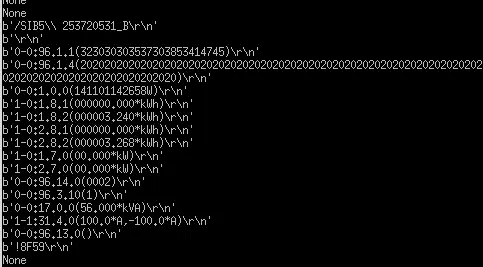 None
None
b'/SIB5\\ 253720531_B\r\n'
b'\r\n'
b'0-0:96.1.1(323030303537303853414745)\r\n'
b'0-0:96.1.4(2020202020202020202020202020202020202020202020202020202020202020202
02020202020202020202020202020)\r\n'
b'0-0:1.0.0(141101142658W)\r\n'
b'1-0:1.8.1(000000.000*kWh)\r\n'
b'1-0:1.8.2(000003.240*kWh)\r\n'
b'1-0:2.8.1(000000.000*kWh)\r\n'
b'1-0:2.8.2(000003.268*kWh)\r\n'
b'1-0:1.7.0(00.000*kW)\r\n'
b'1-0:2.7.0(00.000*kW)\r\n'
b'0-0:96.14.0(0002)\r\n'
b'0-0:96.3.10(1)\r\n'
b'0-0:17.0.0(56.000*kVA)\r\n'
b'1-1:31.4.0(100.0*A,-100.0*A)\r\n'
b'0-0:96.13.0()\r\n'
b'!8F59\r\n'
None